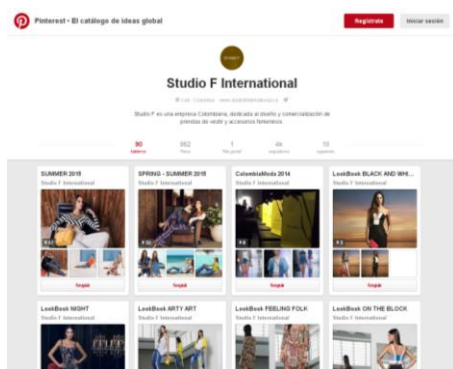 Pinterest • El catálogo de ideas global
Regístrate
Iniciar sesión
Studio F International
Studio F es una empresa Colombiana, dedicada al diseño y comercialización de
prendas de vestir y accesorios femeninos.
90
962
1
4k
10
SUMMER 2015
Studio F International
Seguir
SPRING - SUMMER 2015
Studio F International
Seguir
ColombiaModa 2014
Studio F International
Seguir
LookBook BLACK AND WHI...
Studio F International
Seguir
LookBook NIGHT
Studio F International
LookBook ARTY ART
Studio F International
LookBook FEELING FOLK
Studio F International
LookBook ON THE BLOCK
Studio F International